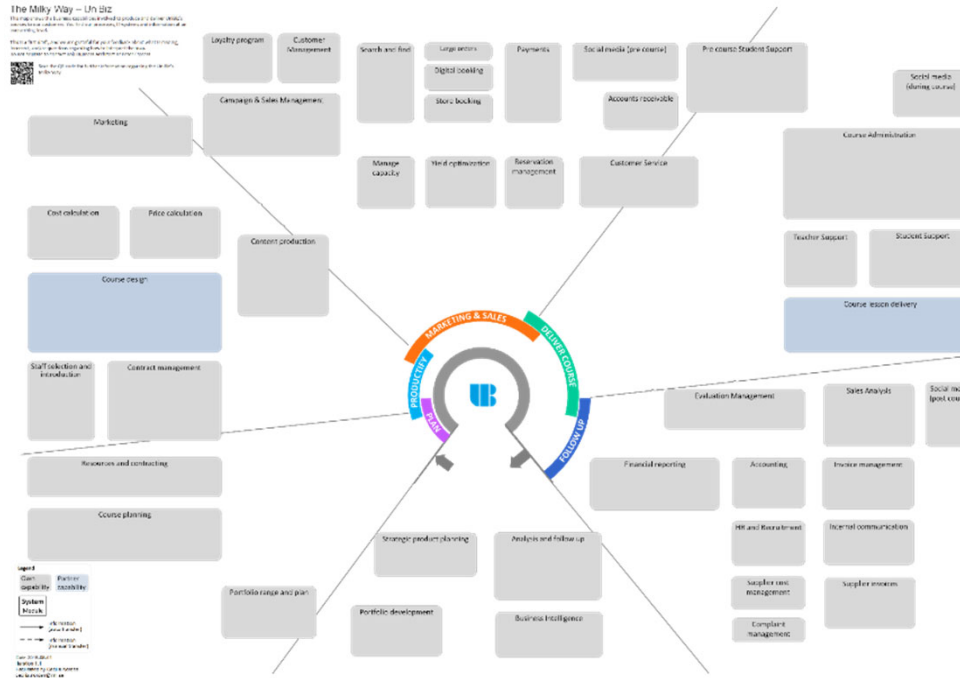 The Milky Way – Un Biz
Loyalty program
Customer
Management
Campaign & Sales Management
Search and find
Large orders
Digital booking
Store booking
Payments
Social media (pre course)
Accounts receivable
Pre course Student Support
Social media
(during course)
Course Administration
Marketing
Manage
capacity
Yield optimization
Reservation
management
Customer Service
Cost calculation
Price calculation
Content production
Teacher Support
Student Support
Course design
Course lesson delivery
MARKETING & SALES
DELIVER COURSE
PRODUCTIFY
PLAN
FOLLOW UP
Staff selection and
introduction
Contract management
Evaluation Management
Sales Analysis
Resources and contracting
Financial reporting
Accounting
Invoice management
Course planning
HR and Recruitment
Internal communication
Strategic product planning
Analysis and follow up
Supplier cost
management
Supplier invoices
Portfolio range and plan
Portfolio development
Business Intelligence
Complaint
management
Legend
Own
capability
Partner
capability
System
Module